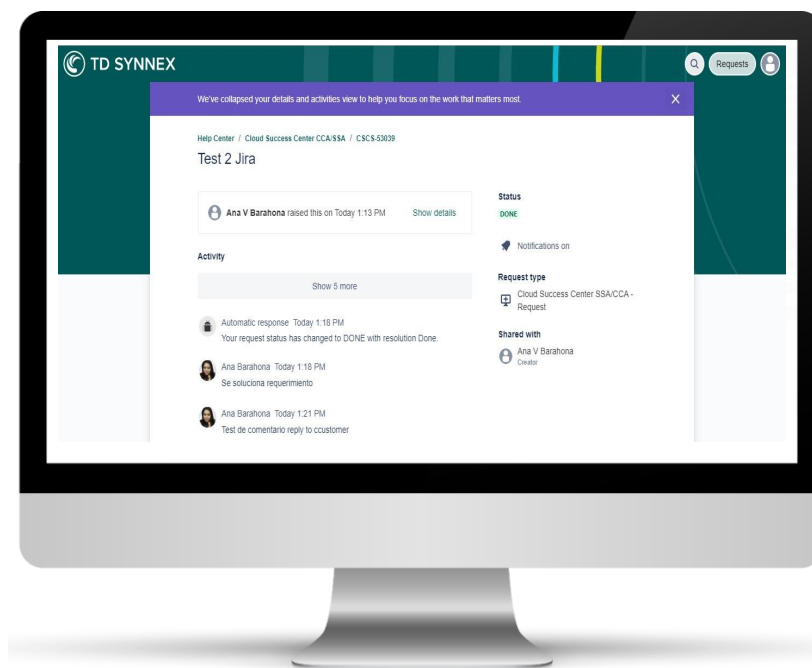 TD SYNNEX
Requests
We've collapsed your details and activities view to help you focus on the work that matters most.
X
Help Center / Cloud Success Center CCA/SSA / CSCS-53039
Test 2 Jira
Ana V Barahona raised this on Today 1:13 PM Show details
Activity
Show 5 more
Automatic response Today 1:18 PM
Your request status has changed to DONE with resolution Done.
Ana Barahona Today 1:18 PM
Se soluciona requerimiento
Ana Barahona Today 1:21 PM
Test de comentario reply to ccustomer
Status
DONE
Notifications on
Request type
Cloud Success Center SSA/CCA -
Request
Shared with
Ana V Barahona
Creator